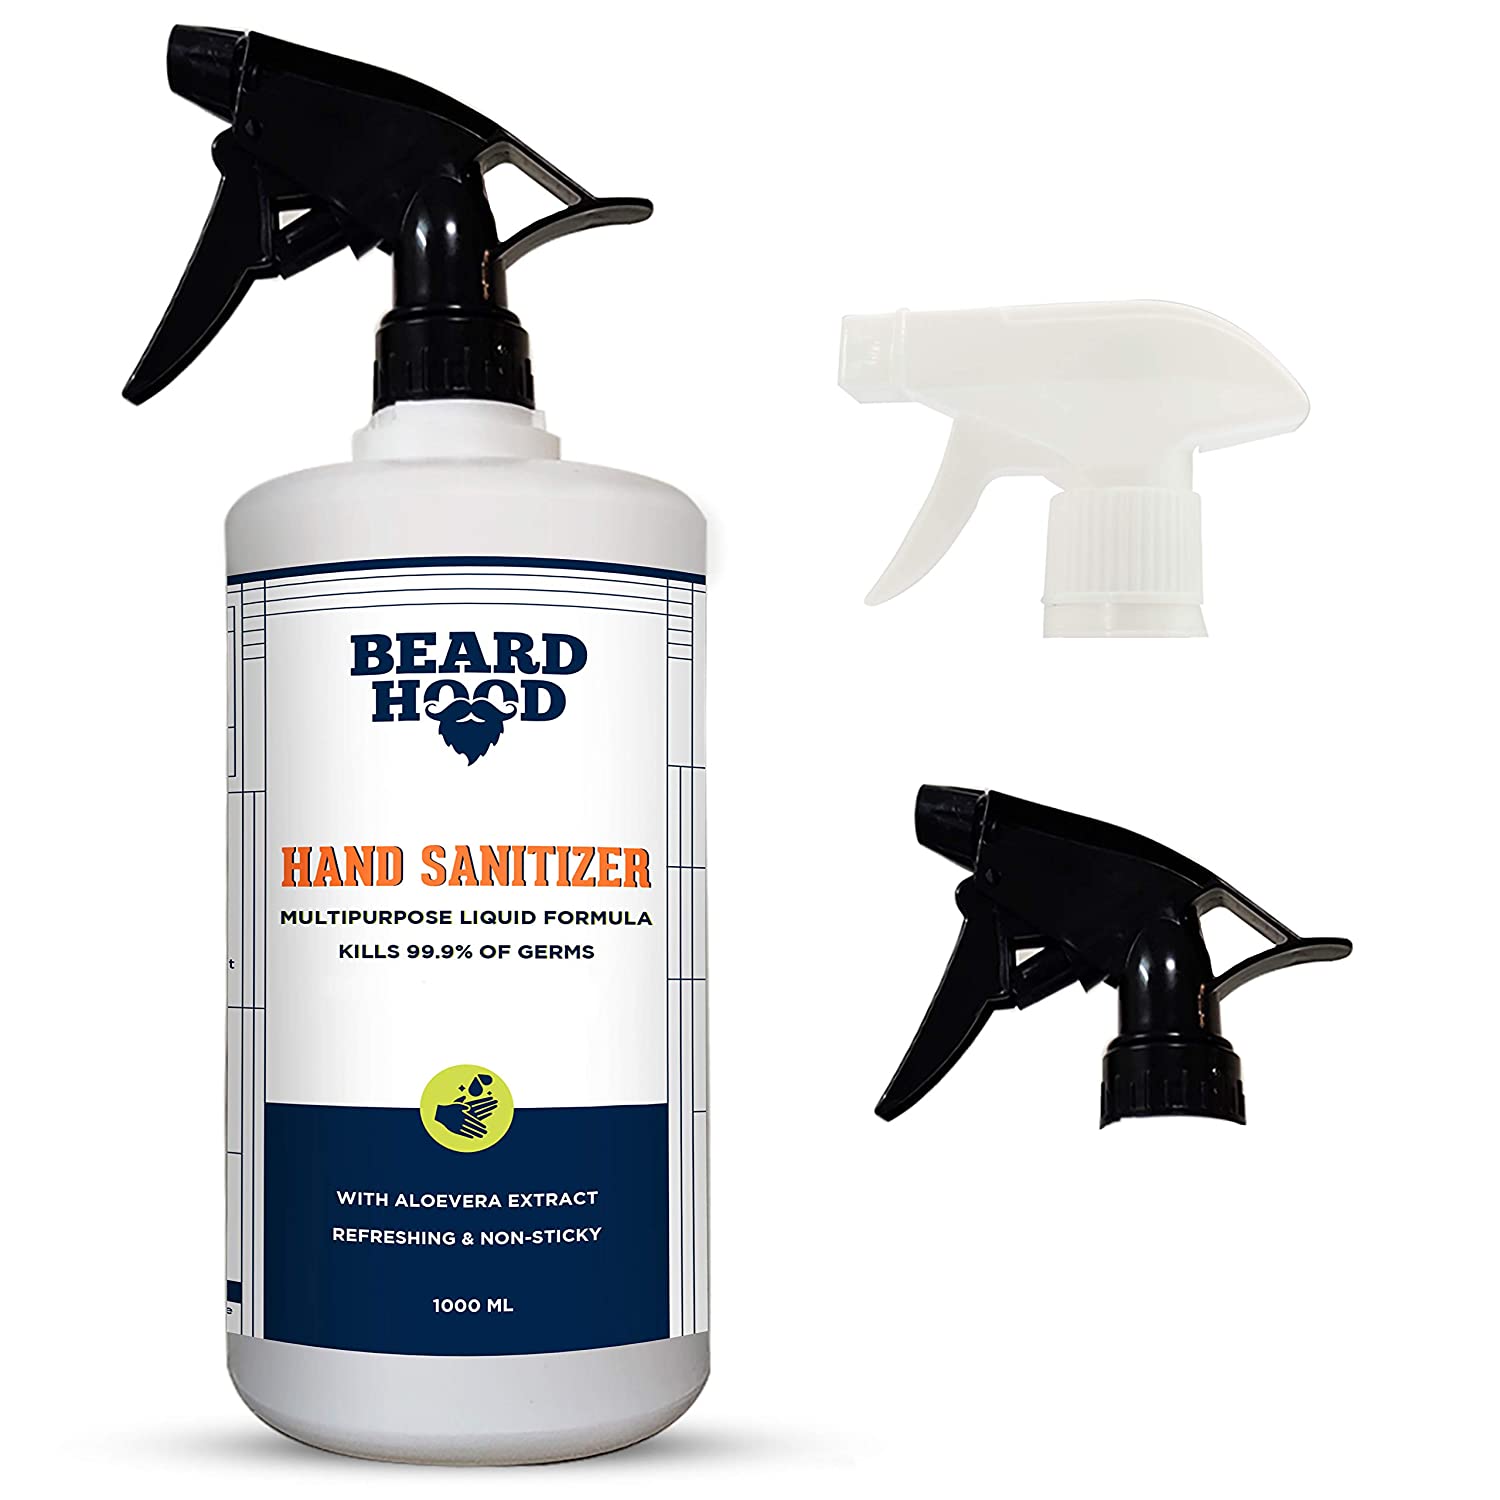 BEARD
HOOD
HAND SANITIZER
MULTIPURPOSE LIQUID FORMULA
KILLS 99.9% OF GERMS
t
WITH ALOEVERA EXTRACT
REFRESHING & NON-STICKY
1000 ML
e